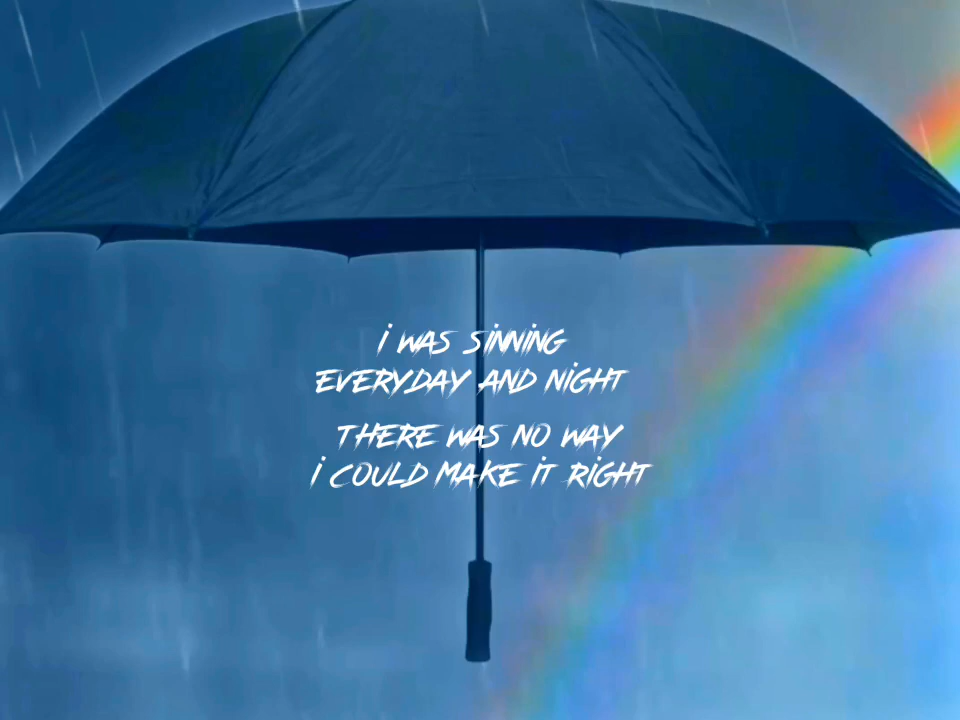 i WAS SiNNiNG
EVERYDAY AND NiGHT
THERE WAS NO WAY
i COULD MAKE iT RiGHT